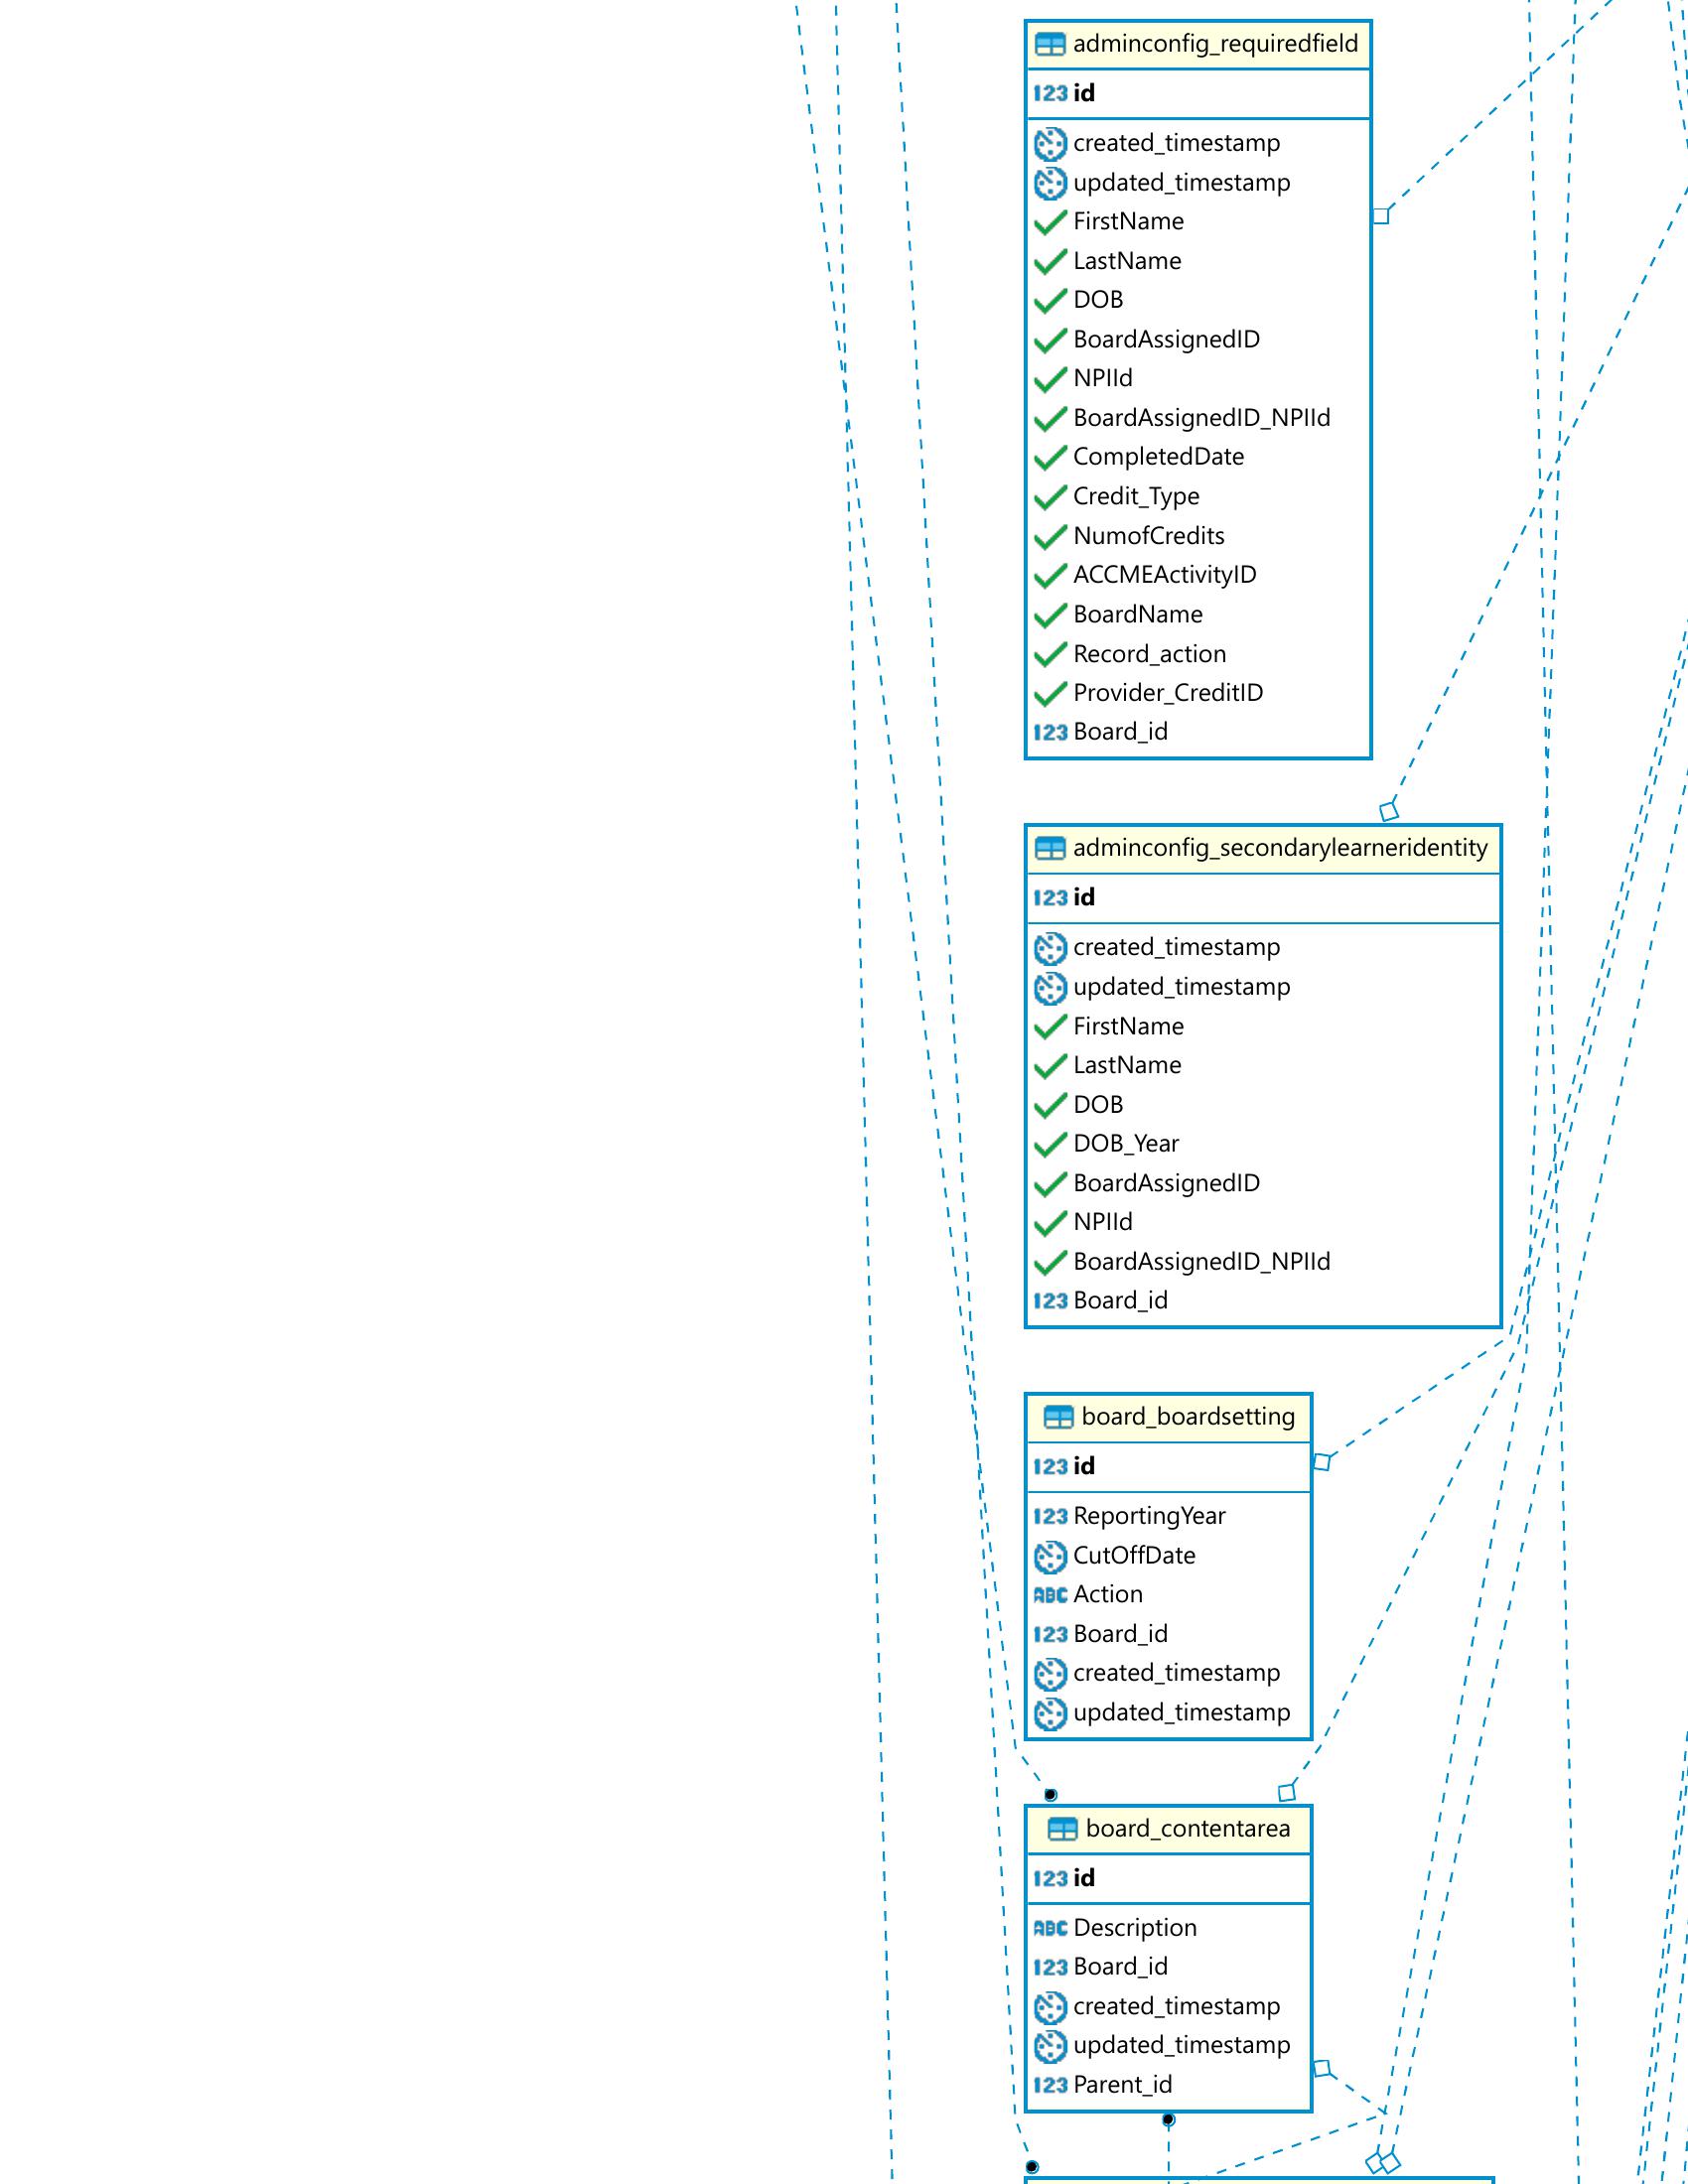 adminconfig_requiredfield
123 id
created_timestamp
updated_timestamp
FirstName
LastName
DOB
BoardAssignedID
NPIId
BoardAssignedID_NPIId
CompletedDate
Credit_Type
NumofCredits
ACCMEActivityID
BoardName
Record_action
Provider_CreditID
123 Board_id
adminconfig_secondarylearneridentity
123 id
created_timestamp
updated_timestamp
FirstName
LastName
DOB
DOB_Year
BoardAssignedID
NPIId
BoardAssignedID_NPIId
123 Board_id
board_boardsetting
123 id
123 ReportingYear
CutOffDate
ABC Action
123 Board_id
created_timestamp
updated_timestamp
board_contentarea
123 id
ABC Description
123 Board_id
created_timestamp
updated_timestamp
123 Parent_id